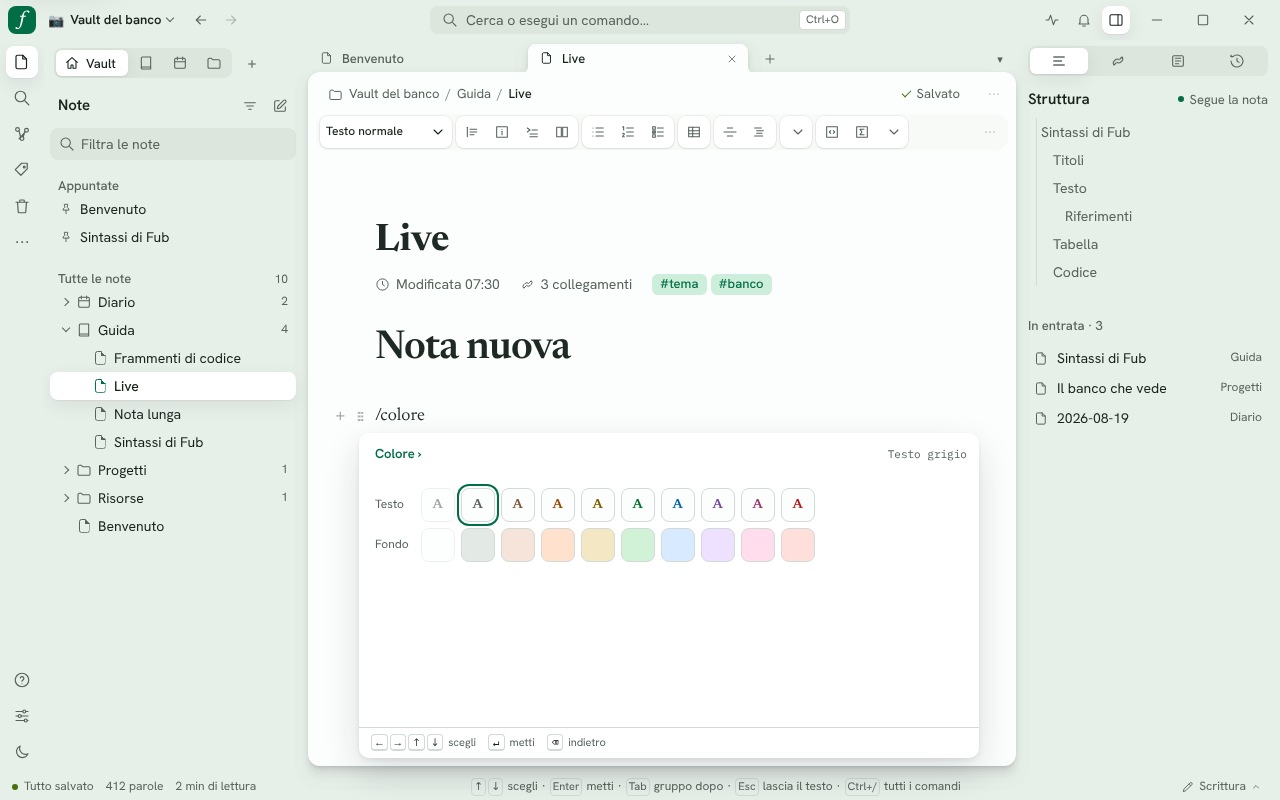 f
Vault del banco
Cerca o esegui un comando…
Ctrl+O
Vault
Note
Filtra le note
Appuntate
Benvenuto
Sintassi di Fub
Tutte le note 10
Diario 2
Guida 4
Frammenti di codice
Live
Nota lunga
Sintassi di Fub
Progetti 1
Risorse 1
Benvenuto
Benvenuto
Live
Vault del banco / Guida / Live
Salvato
Testo normale
Live
Modificata 07:30
3 collegamenti
#tema
#banco
Nota nuova
/colore
Colore ›
Testo grigio
Testo A A A A A A A A A A
Fondo
← → ↑ ↓ scegli ↵ metti ⌫ indietro
Struttura
Segue la nota
Sintassi di Fub
Titoli
Testo
Riferimenti
Tabella
Codice
In entrata · 3
Sintassi di Fub Guida
Il banco che vede Progetti
2026-08-19 Diario
Tutto salvato 412 parole 2 min di lettura
↑ ↓ scegli · Enter metti · Tab gruppo dopo · Esc lascia il testo · Ctrl+/ tutti i comandi
Scrittura